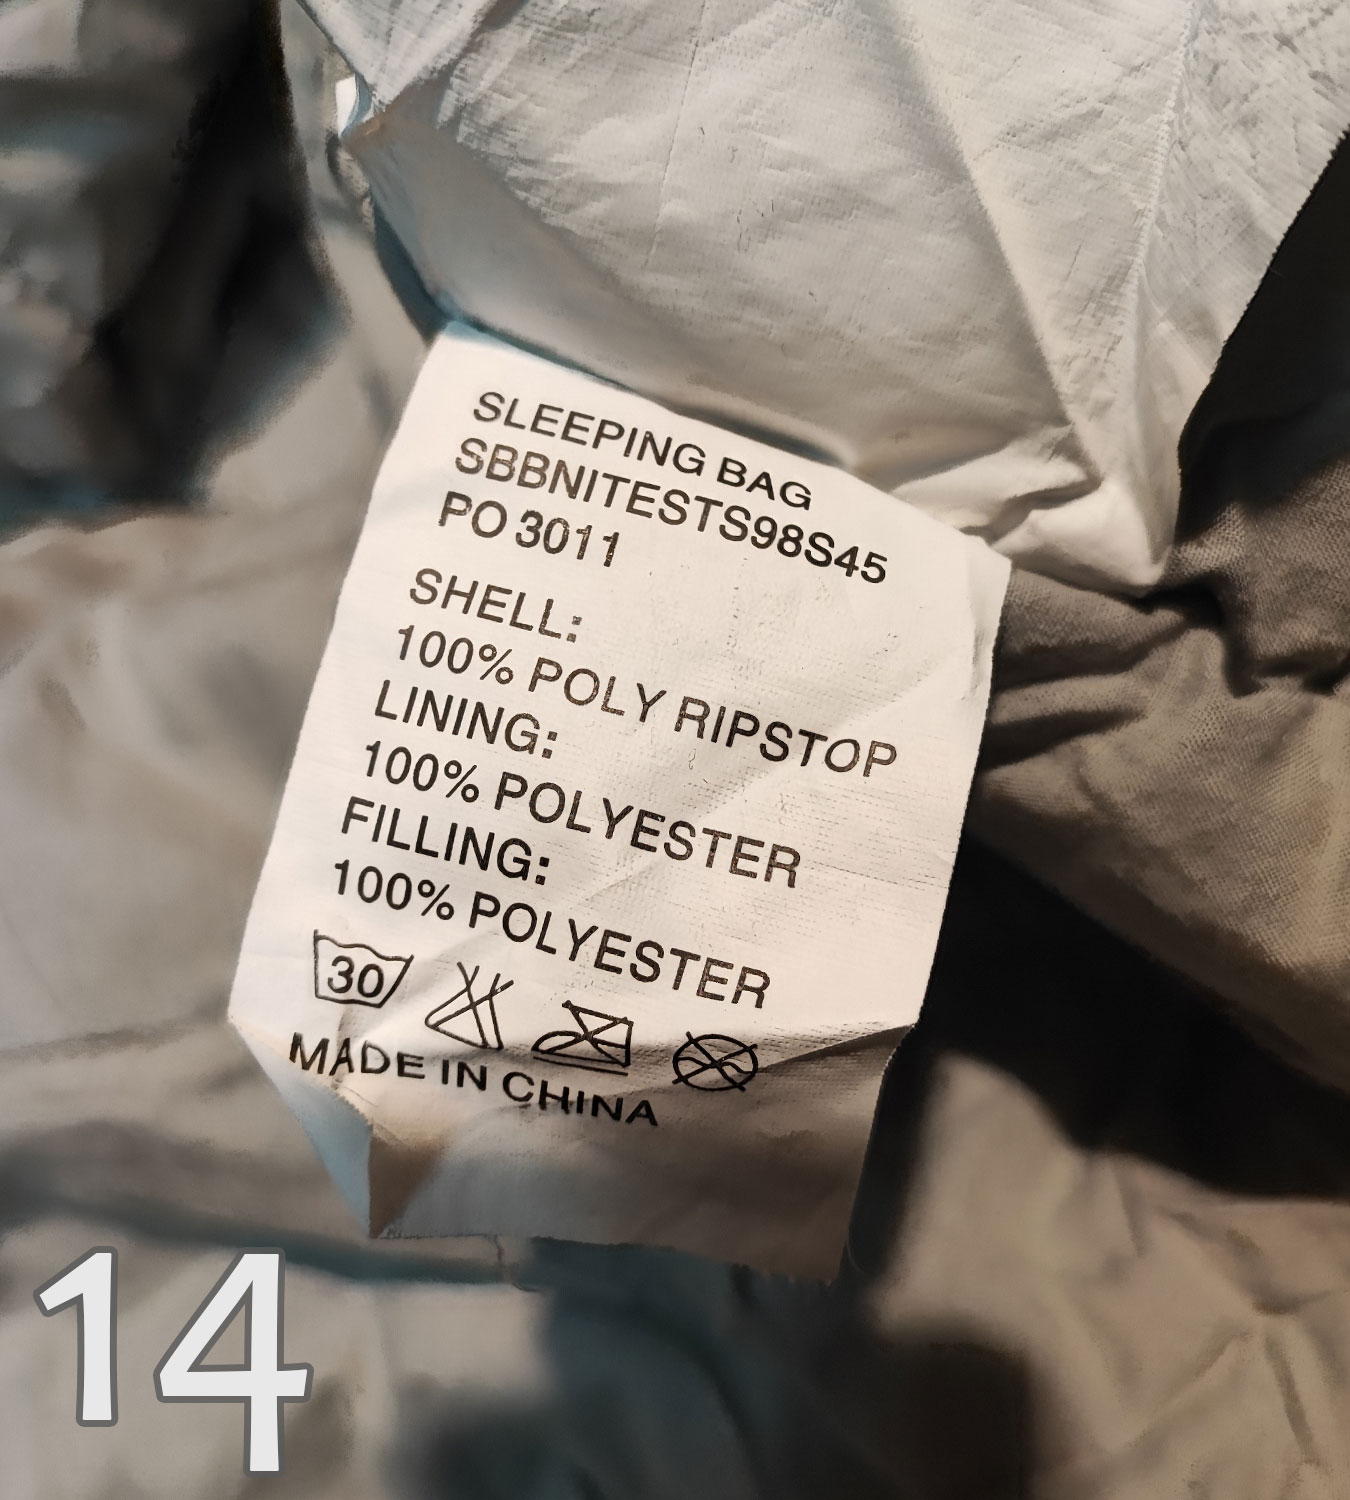 SLEEPING BAG
SBBNITESTS98S45
PO 3011
SHELL:
100% POLY RIPSTOP
LINING:
100% POLYESTER
FILLING:
100% POLYESTER
30
MADE IN CHINA
14